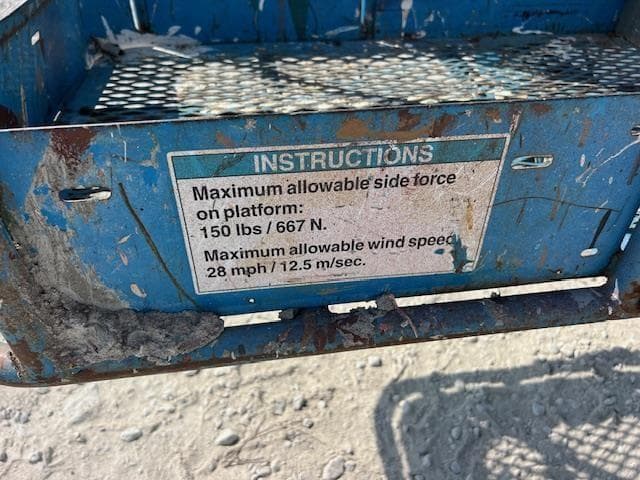 INSTRUCTIONS
Maximum allowable side force
on platform:
150 lbs / 667 N.
Maximum allowable wind speed
28 mph / 12.5 m/sec.